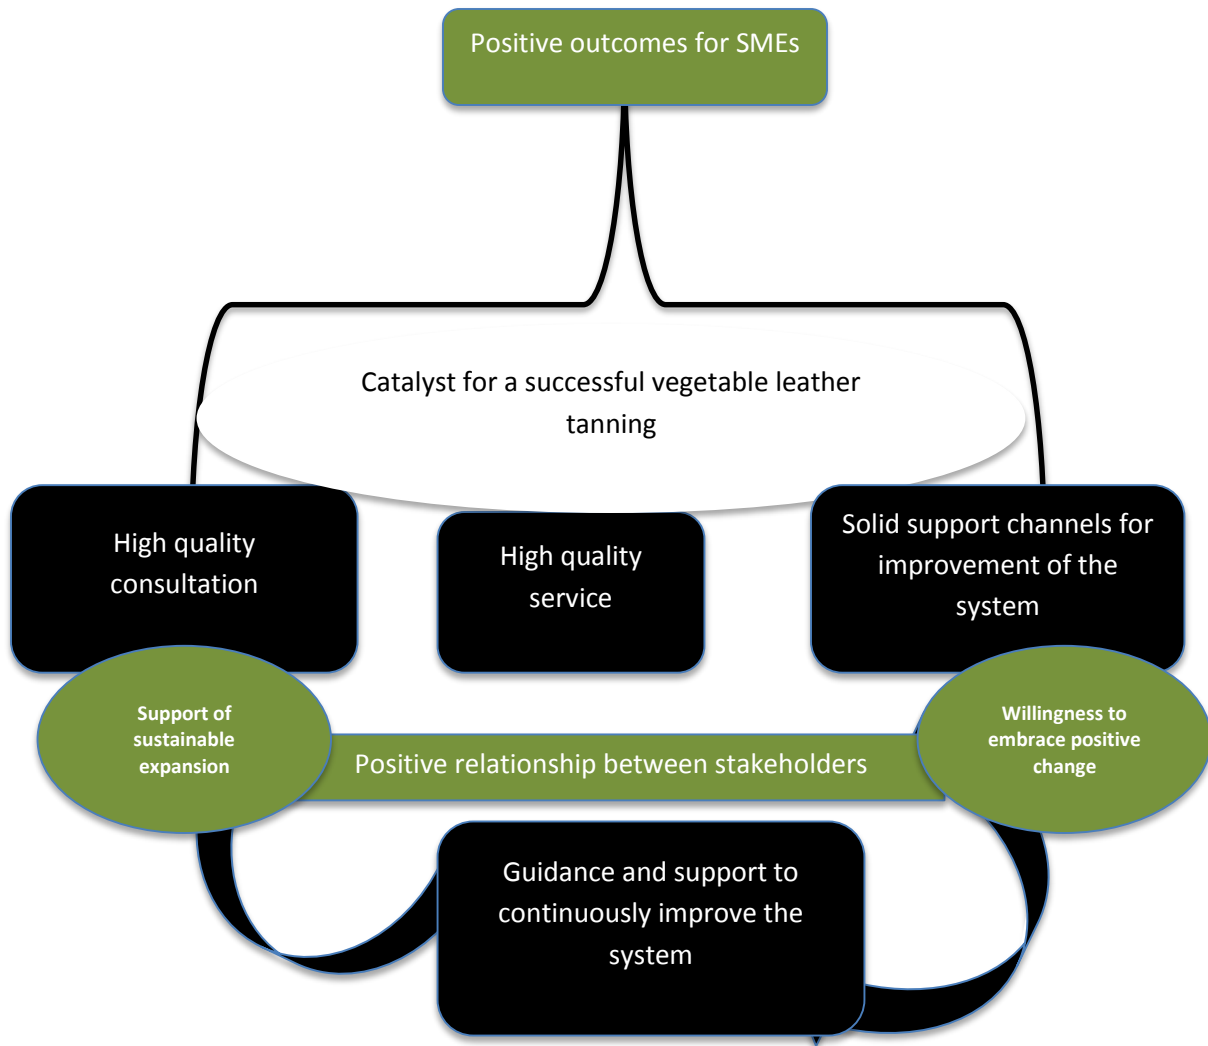 Positive outcomes for SMEs
Catalyst for a successful vegetable leather
tanning
High quality
consultation
High quality
service
Solid support channels for
improvement of the
system
Support of
sustainable
expansion
Positive relationship between stakeholders
Willingness to
embrace positive
change
Guidance and support to
continuously improve the
system